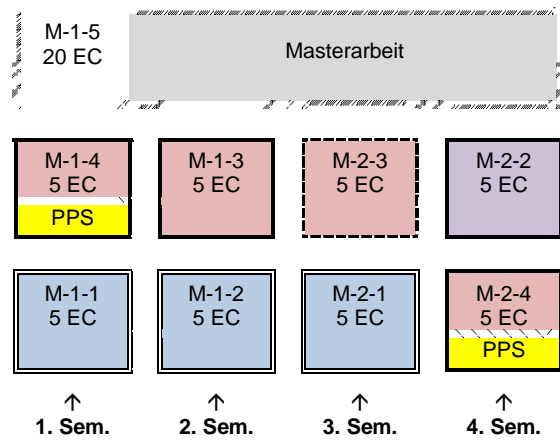 M-1-5
20 EC
Masterarbeit
M-1-4
5 EC
PPS
M-1-3
5 EC
M-2-3
5 EC
M-2-2
5 EC
M-1-1
5 EC
M-1-2
5 EC
M-2-1
5 EC
M-2-4
5 EC
PPS
↑
1. Sem.
↑
2. Sem.
↑
3. Sem.
↑
4. Sem.